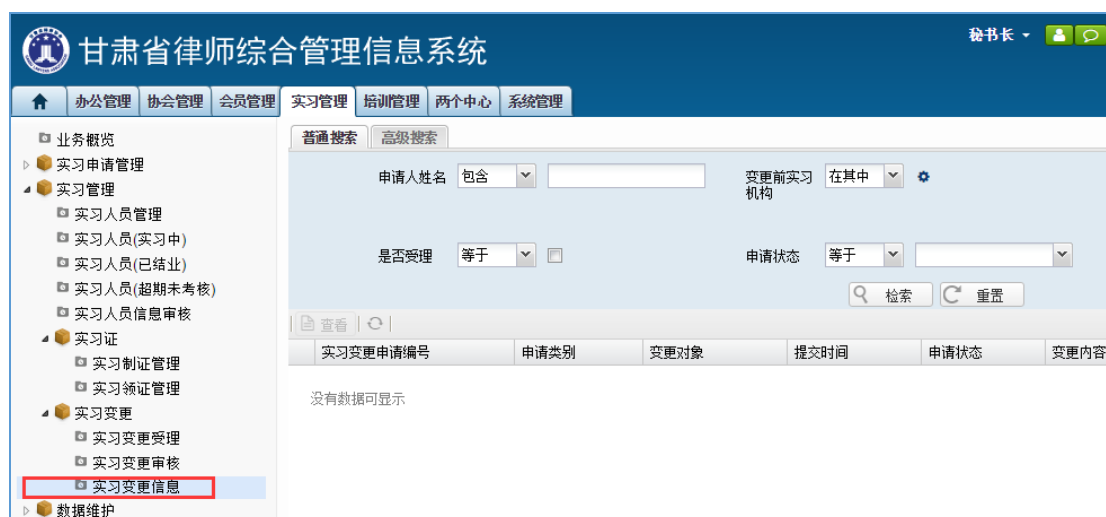 甘肃省律师综合管理信息系统
秘书长
办公管理 协会管理 会员管理 实习管理 培训管理 两个中心 系统管理
业务概览
实习申请管理
实习管理
实习人员管理
实习人员(实习中)
实习人员(已结业)
实习人员(超期未考核)
实习人员信息审核
实习证
实习制证管理
实习领证管理
实习变更
实习变更受理
实习变更审核
实习变更信息
数据维护
普通搜索 高级搜索
申请人姓名 包含
变更前实习
机构
在其中
是否受理 等于
申请状态 等于
检索 重置
查看
实习变更申请编号 申请类别 变更对象 提交时间 申请状态 变更内容
没有数据可显示